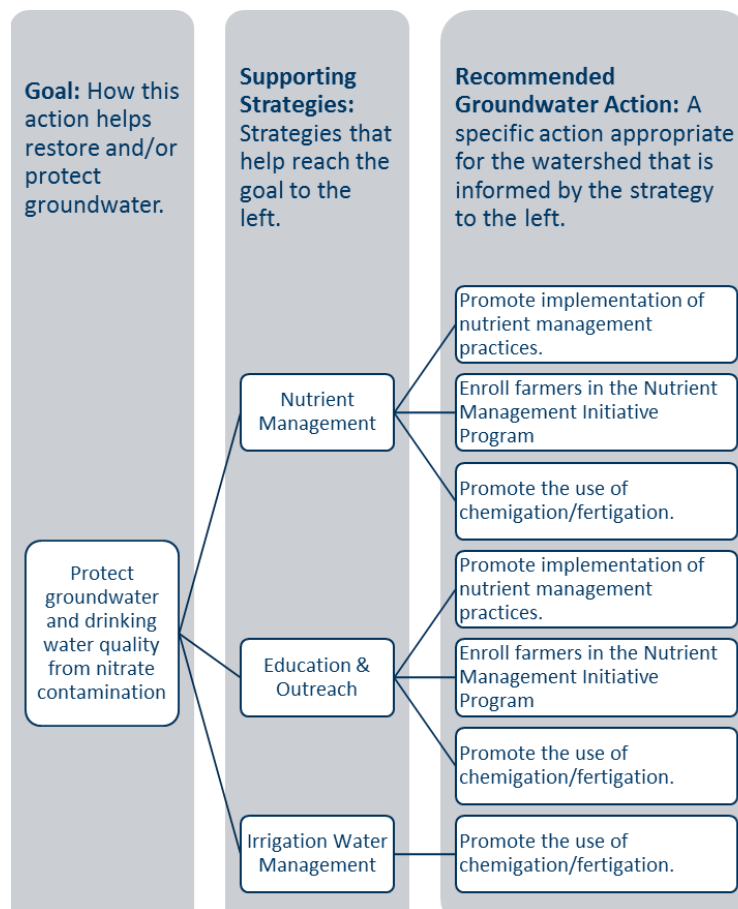 Goal: How this
action helps
restore and/or
protect
groundwater.
Supporting
Strategies:
Strategies that
help reach the
goal to the
left.
Recommended
Groundwater Action: A
specific action appropriate
for the watershed that is
informed by the strategy
to the left.
Protect
groundwater
and drinking
water quality
from nitrate
contamination
Nutrient
Management
Promote implementation of
nutrient management
practices.
Enroll farmers in the Nutrient
Management Initiative
Program
Promote the use of
chemigation/fertigation.
Education &
Outreach
Promote implementation of
nutrient management
practices.
Enroll farmers in the Nutrient
Management Initiative
Program
Promote the use of
chemigation/fertigation.
Irrigation Water
Management
Promote the use of
chemigation/fertigation.